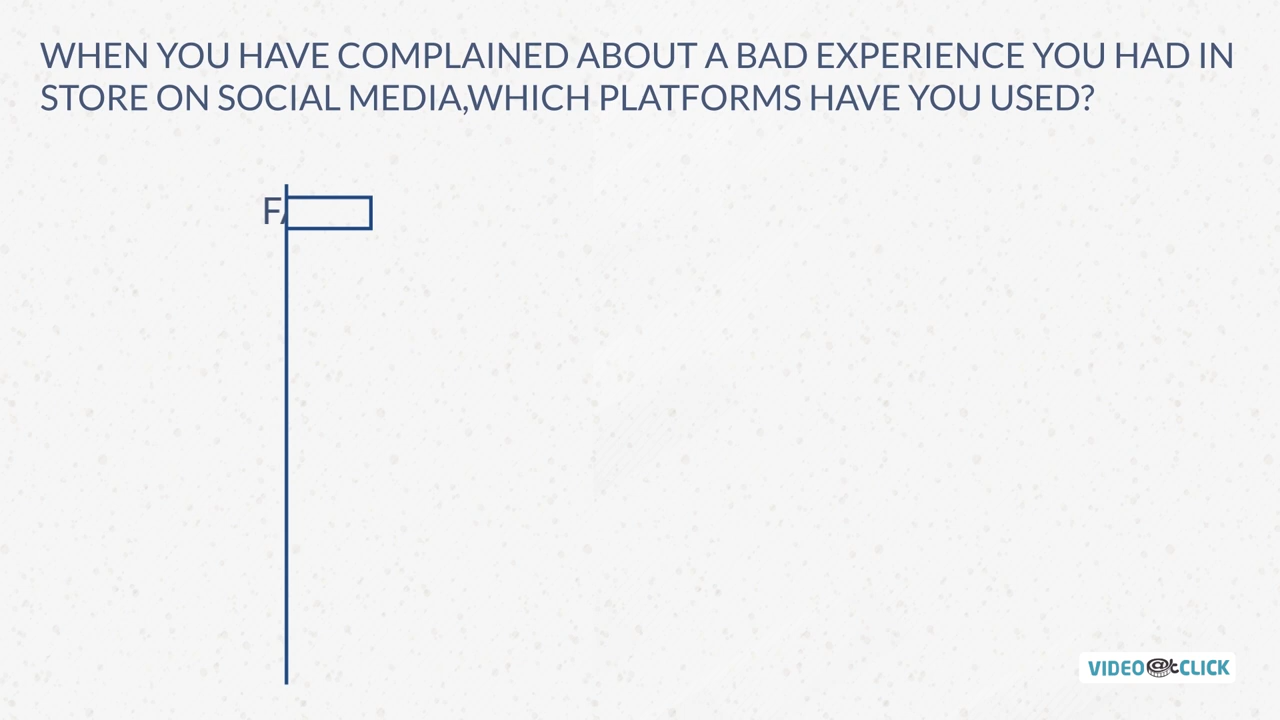 WHEN YOU HAVE COMPLAINED ABOUT A BAD EXPERIENCE YOU HAD IN
STORE ON SOCIAL MEDIA,WHICH PLATFORMS HAVE YOU USED?
VIDEO@CLICK